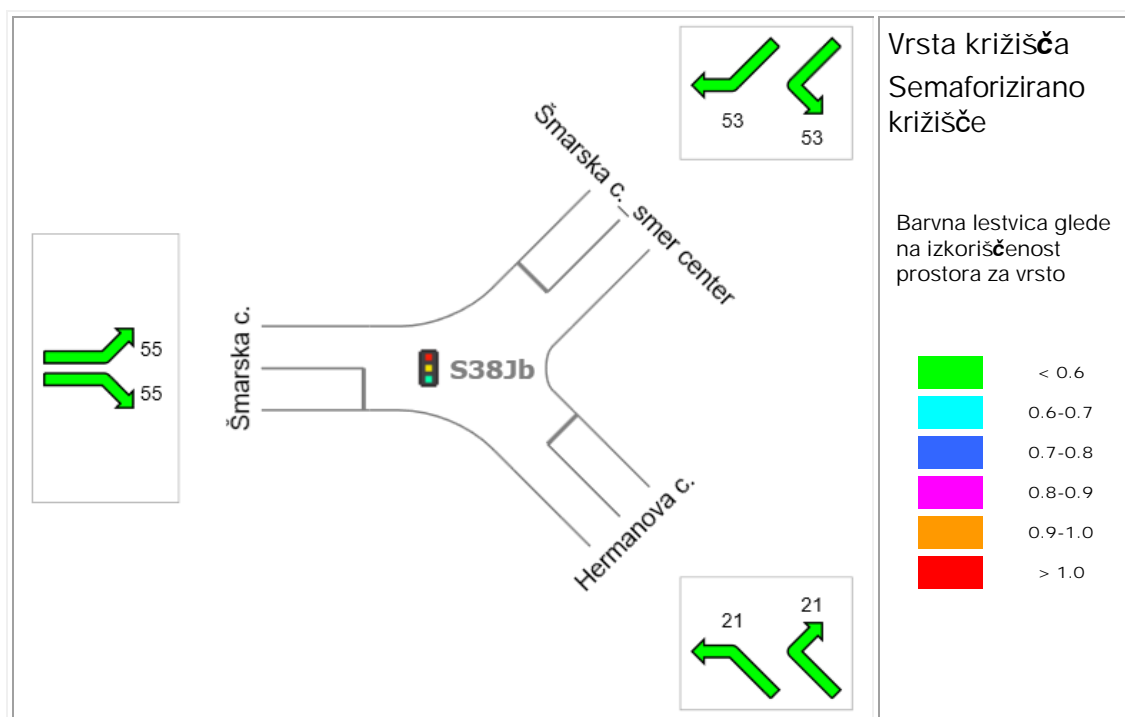 Vrsta križišča
Semaforizirano
križišče
Barvna lestvica glede
na izkoriščenost
prostora za vrsto
< 0.6
0.6-0.7
0.7-0.8
0.8-0.9
0.9-1.0
> 1.0
53
53
Šmarska c._smer center
55
55
Šmarska c.
S38Jb
Hermanova c.
21
21